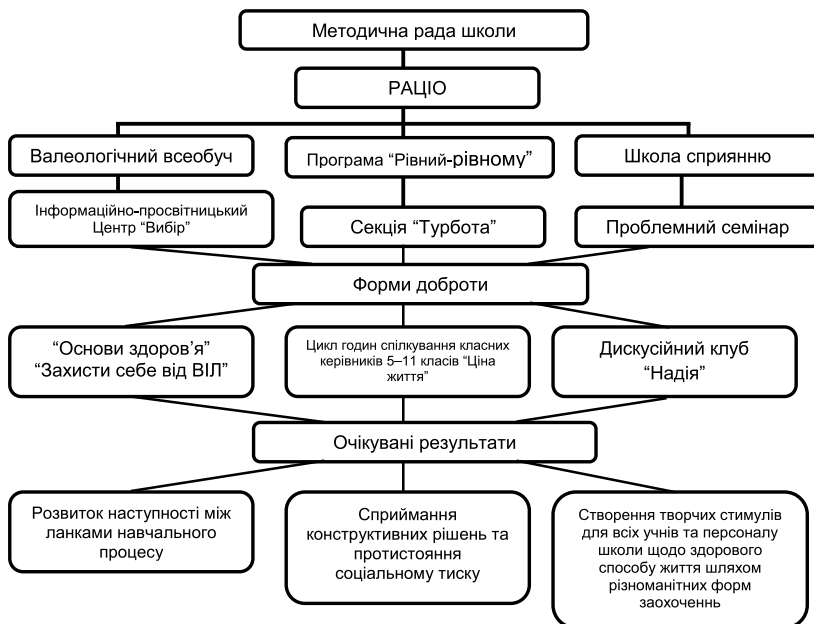 Методична рада школи
РАЦІО
Валеологічний всеобуч
Програма “Рівний-рівному”
Школа сприянню
Інформаційно-просвітницький
Центр “Вибір”
Секція “Турбота”
Проблемний семінар
Форми доброти
“Основи здоров’я”
“Захисти себе від ВІЛ”
Цикл годин спілкування класних
керівників 5–11 класів “Ціна
життя”
Дискусійний клуб
“Надія”
Очікувані результати
Розвиток наступності між
ланками навчального
процесу
Сприймання
конструктивних рішень та
протистояння
соціальному тиску
Створення творчих стимулів
для всіх учнів та персоналу
школи щодо здорового
способу життя шляхом
різноманітних форм
заохоченнь